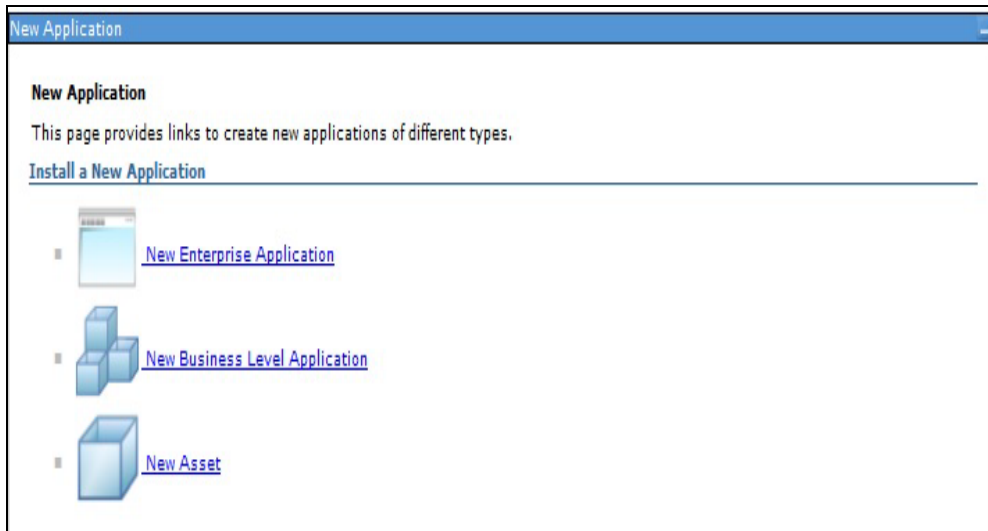 New Application
New Application
This page provides links to create new applications of different types.
Install a New Application
New Enterprise Application
New Business Level Application
New Asset